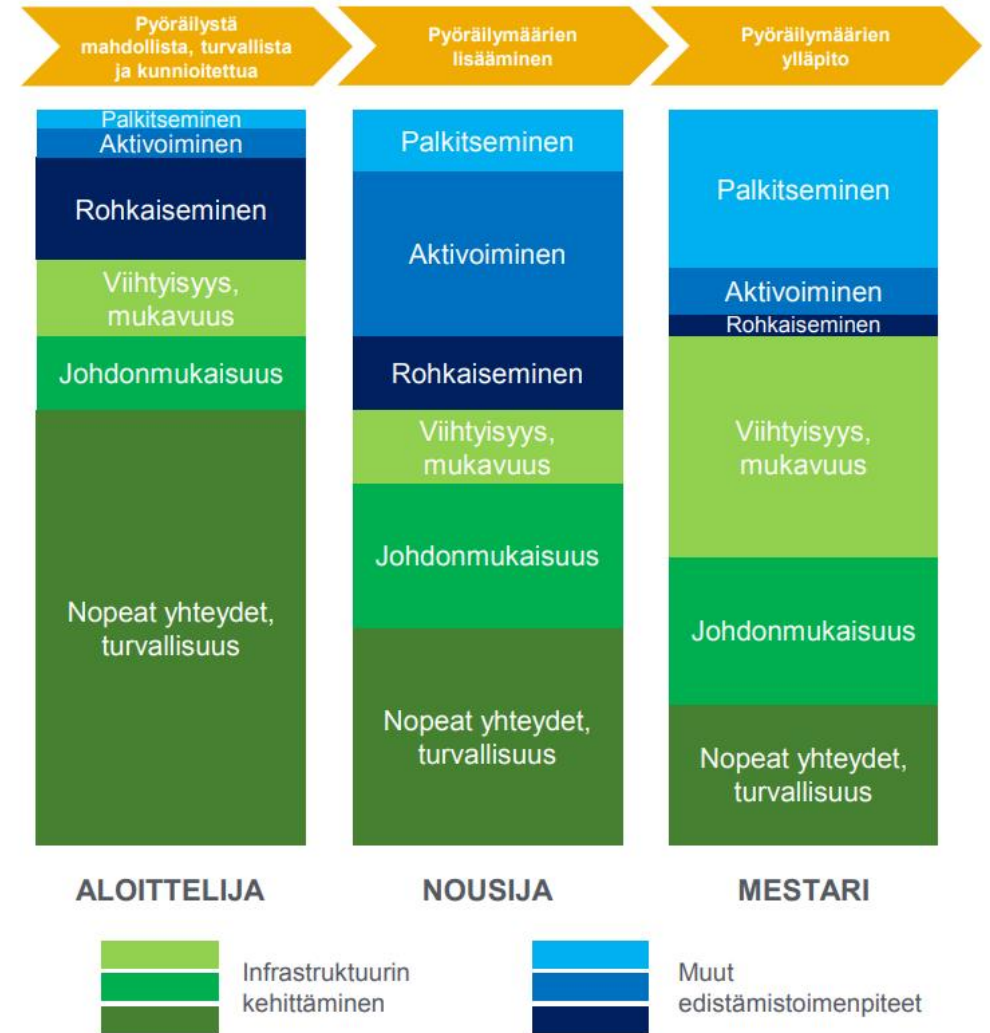 Pyöräilystä
mahdollista, turvallista
ja kunnioitettua
Pyöräilymäärien
lisääminen
Pyöräilymäärien
ylläpito
Palkitseminen
Aktivoiminen
Rohkaiseminen
Viihtyisyys,
mukavuus
Johdonmukaisuus
Nopeat yhteydet,
turvallisuus
ALOITTELIJA
Palkitseminen
Aktivoiminen
Rohkaiseminen
Viihtyisyys,
mukavuus
Johdonmukaisuus
Nopeat yhteydet,
turvallisuus
NOUSIJA
Palkitseminen
Aktivoiminen
Rohkaiseminen
Viihtyisyys,
mukavuus
Johdonmukaisuus
Nopeat yhteydet,
turvallisuus
MESTARI
Infrastruktuurin
kehittäminen
Muut
edistämistoimenpiteet